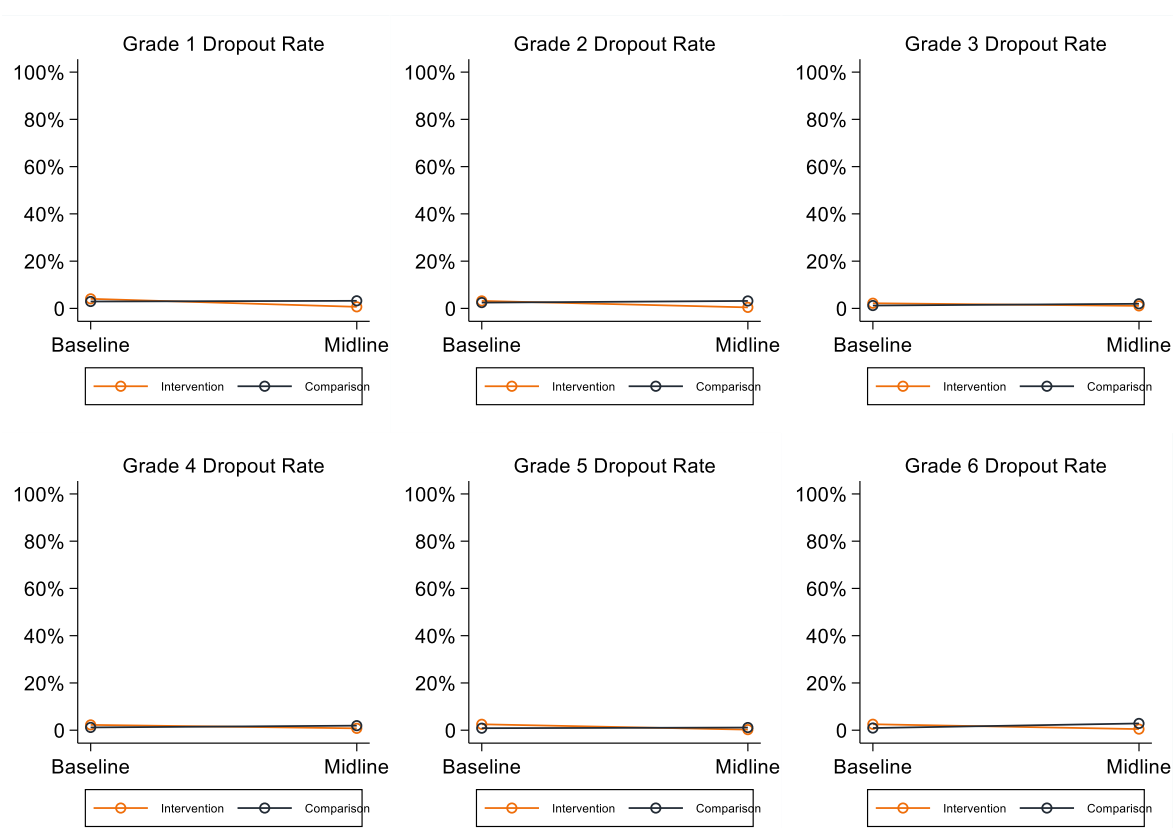 Grade 1 Dropout Rate
100%
80%
60%
40%
20%
0
Baseline Midline
Intervention Comparison
Grade 2 Dropout Rate
100%
80%
60%
40%
20%
0
Baseline Midline
Intervention Comparison
Grade 3 Dropout Rate
100%
80%
60%
40%
20%
0
Baseline Midline
Intervention Comparison
Grade 4 Dropout Rate
100%
80%
60%
40%
20%
0
Baseline Midline
Intervention Comparison
Grade 5 Dropout Rate
100%
80%
60%
40%
20%
0
Baseline Midline
Intervention Comparison
Grade 6 Dropout Rate
100%
80%
60%
40%
20%
0
Baseline Midline
Intervention Comparison